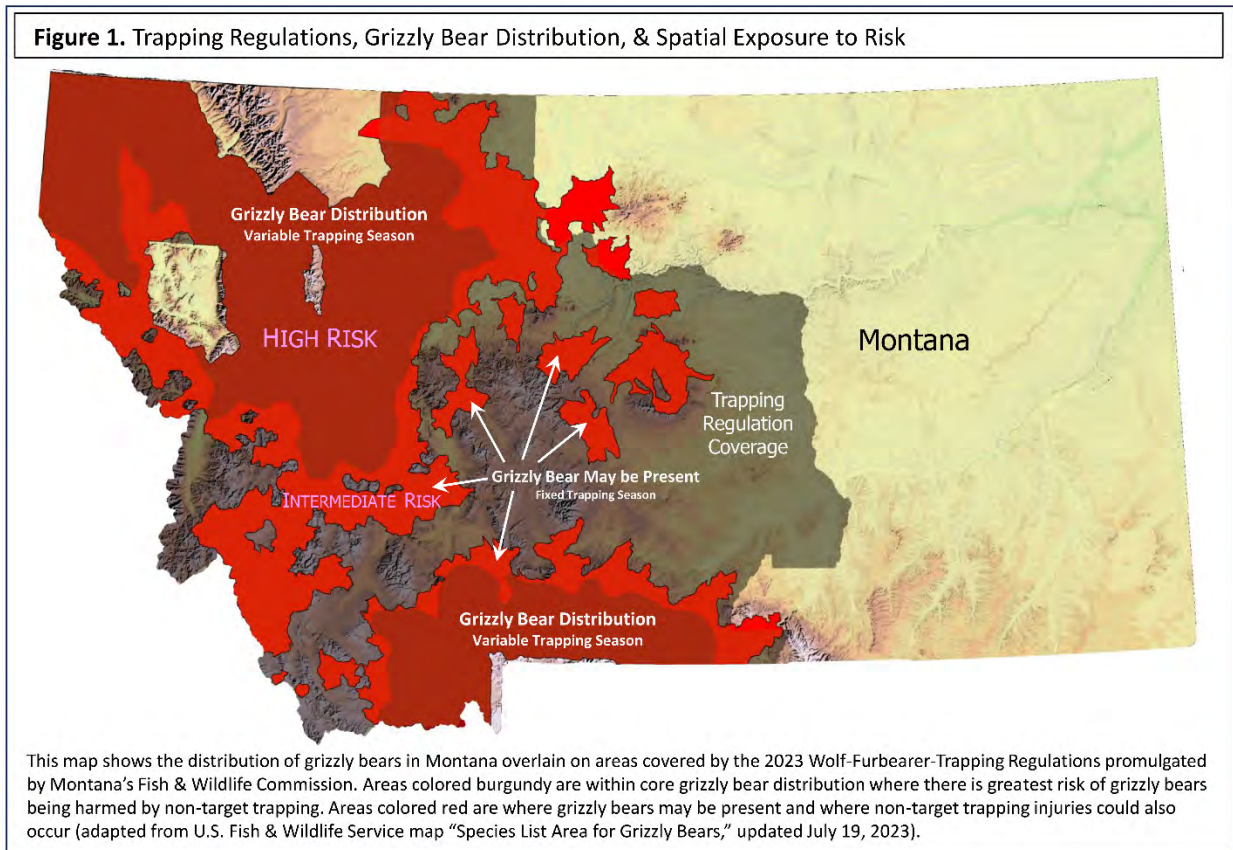 Figure 1. Trapping Regulations, Grizzly Bear Distribution, & Spatial Exposure to Risk
Grizzly Bear Distribution
Variable Trapping Season
HIGH RISK
Montana
Trapping
Regulation
Coverage
Grizzly Bear May be Present
Fixed Trapping Season
INTERMEDIATE RISK
Grizzly Bear Distribution
Variable Trapping Season
This map shows the distribution of grizzly bears in Montana overlain on areas covered by the 2023 Wolf-Furbearer-Trapping Regulations promulgated
by Montana's Fish & Wildlife Commission. Areas colored burgundy are within core grizzly bear distribution where there is greatest risk of grizzly bears
being harmed by non-target trapping. Areas colored red are where grizzly bears may be present and where non-target trapping injuries could also
occur (adapted from U.S. Fish & Wildlife Service map "Species List Area for Grizzly Bears," updated July 19, 2023).